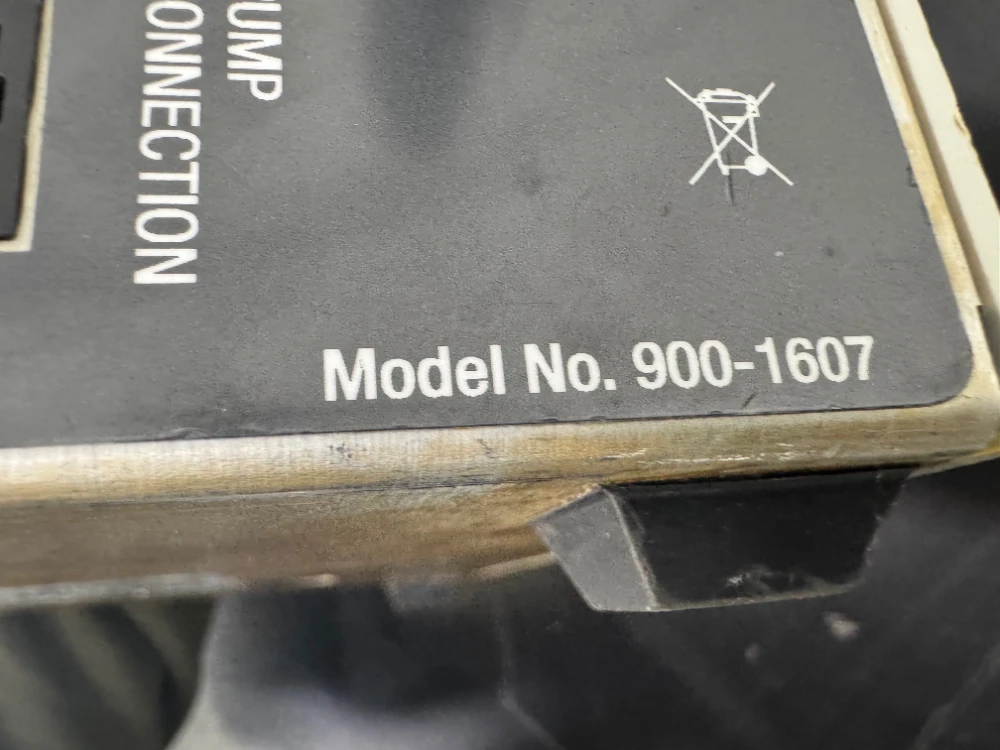 UMP
ONNECTION
Model No. 900-1607